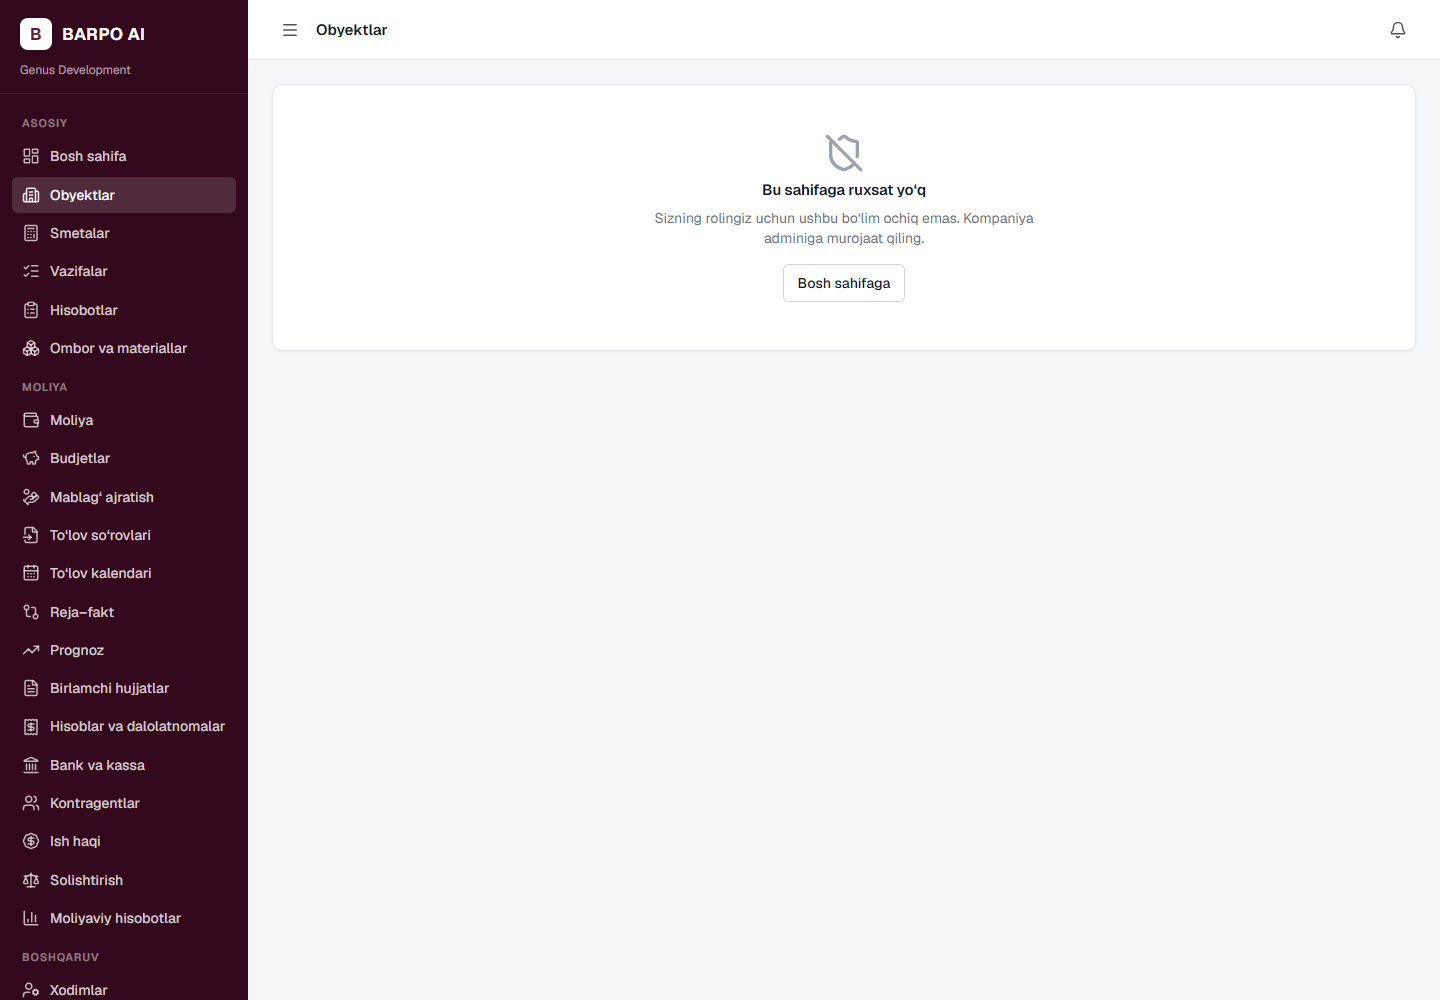 B BARPO AI
Genus Development
ASOSIY
Bosh sahifa
Obyektlar
Smetalar
Vazifalar
Hisobotlar
Ombor va materiallar
MOLIYA
Moliya
Budjetlar
Mablag‘ ajratish
To‘lov so‘rovlari
To‘lov kalendari
Reja–fakt
Prognoz
Birlamchi hujjatlar
Hisoblar va dalolatnomalar
Bank va kassa
Kontragentlar
Ish haqi
Solishtirish
Moliyaviy hisobotlar
BOSHQARUV
Xodimlar
Obyektlar
Bu sahifaga ruxsat yo‘q
Sizning rolingiz uchun ushbu bo‘lim ochiq emas. Kompaniya
adminiga murojaat qiling.
Bosh sahifaga